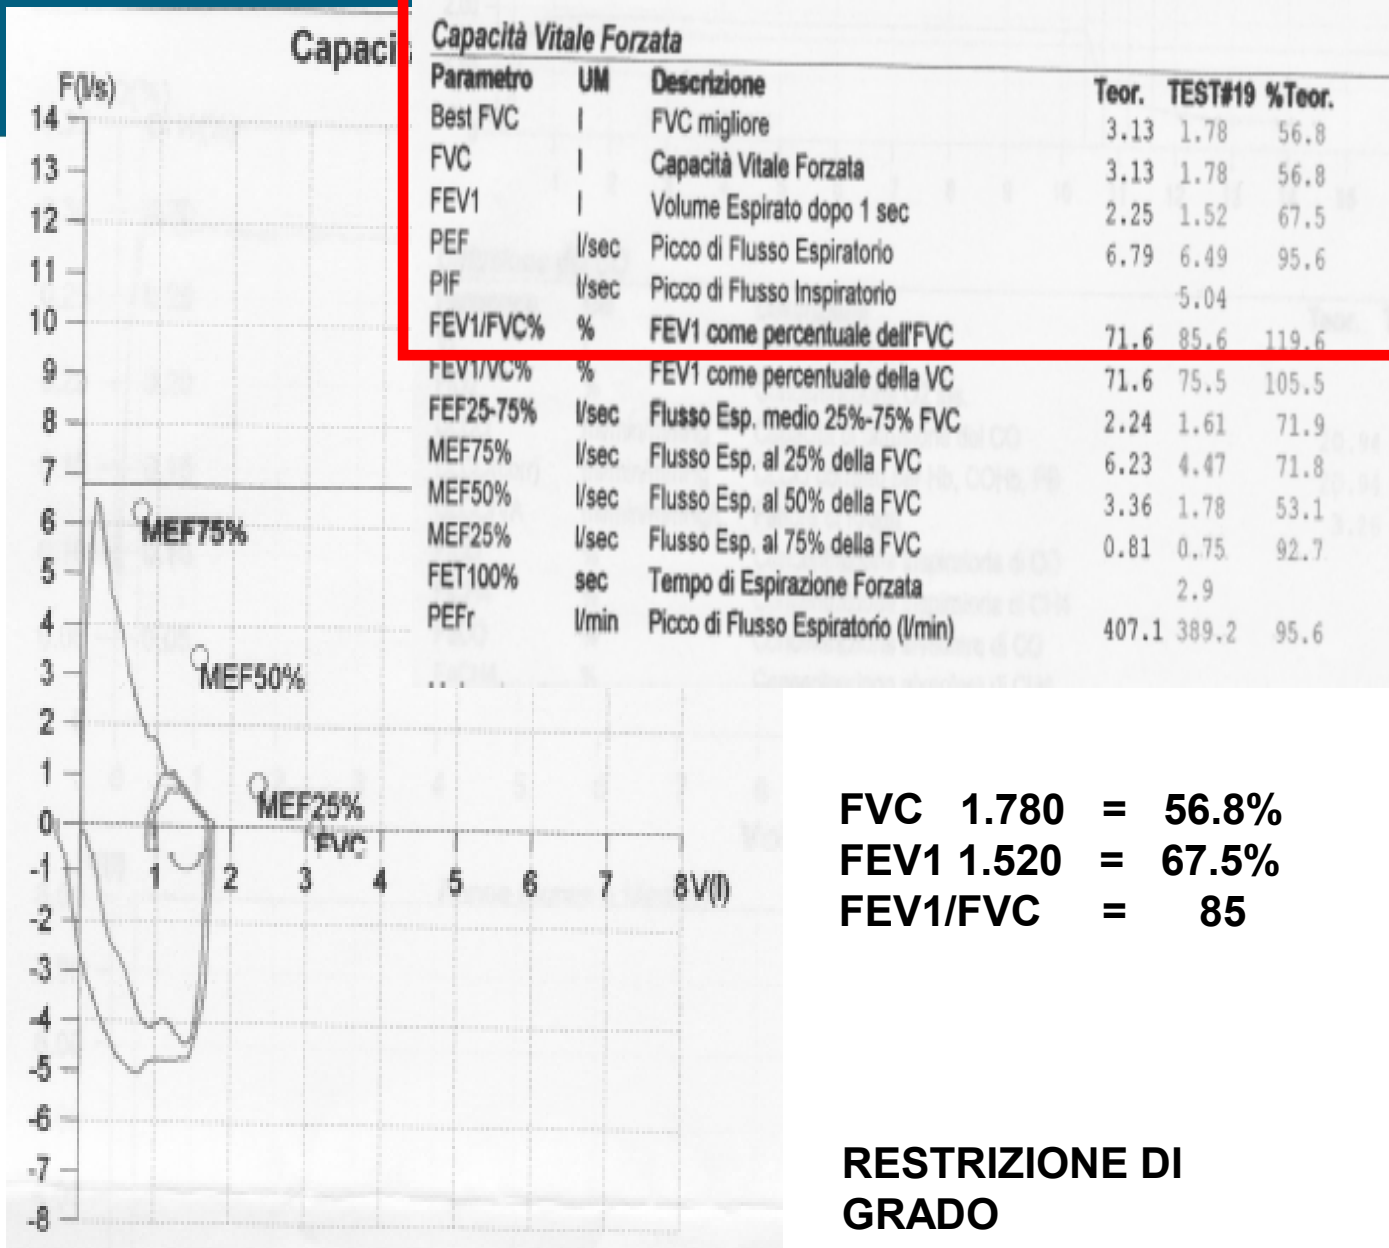 Capaci
Capacità Vitale Forzata
Parametro UM Descrizione Teor. TEST#19 %Teor.
Best FVC l FVC migliore 3.13 1.78 56.8
FVC l Capacità Vitale Forzata 3.13 1.78 56.8
FEV1 l Volume Espirato dopo 1 sec 2.25 1.52 67.5
PEF l/sec Picco di Flusso Espiratorio 6.79 6.49 95.6
PIF l/sec Picco di Flusso Inspiratorio 5.04
FEV1/FVC% % FEV1 come percentuale dell'FVC 71.6 85.6 119.6
FEV1/VC% % FEV1 come percentuale della VC 71.6 75.5 105.5
FEF25-75% l/sec Flusso Esp. medio 25%-75% FVC 2.24 1.61 71.9
MEF75% l/sec Flusso Esp. al 25% della FVC 6.23 4.47 71.8
MEF50% l/sec Flusso Esp. al 50% della FVC 3.36 1.78 53.1
MEF25% l/sec Flusso Esp. al 75% della FVC 0.81 0.75 92.7
FET100% sec Tempo di Espirazione Forzata 2.9
PEFr l/min Picco di Flusso Espiratorio (l/min) 407.1 389.2 95.6
F(l/s)
14
13
12
11
10
9
8
7
6
5
4
3
2
1
0
-1
-2
-3
-4
-5
-6
-7
-8
MEF75%
MEF50%
MEF25%
FVC
1 2 3 4 5 6 7 8 V(l)
FVC 1.780 = 56.8%
FEV1 1.520 = 67.5%
FEV1/FVC = 85
RESTRIZIONE DI
GRADO